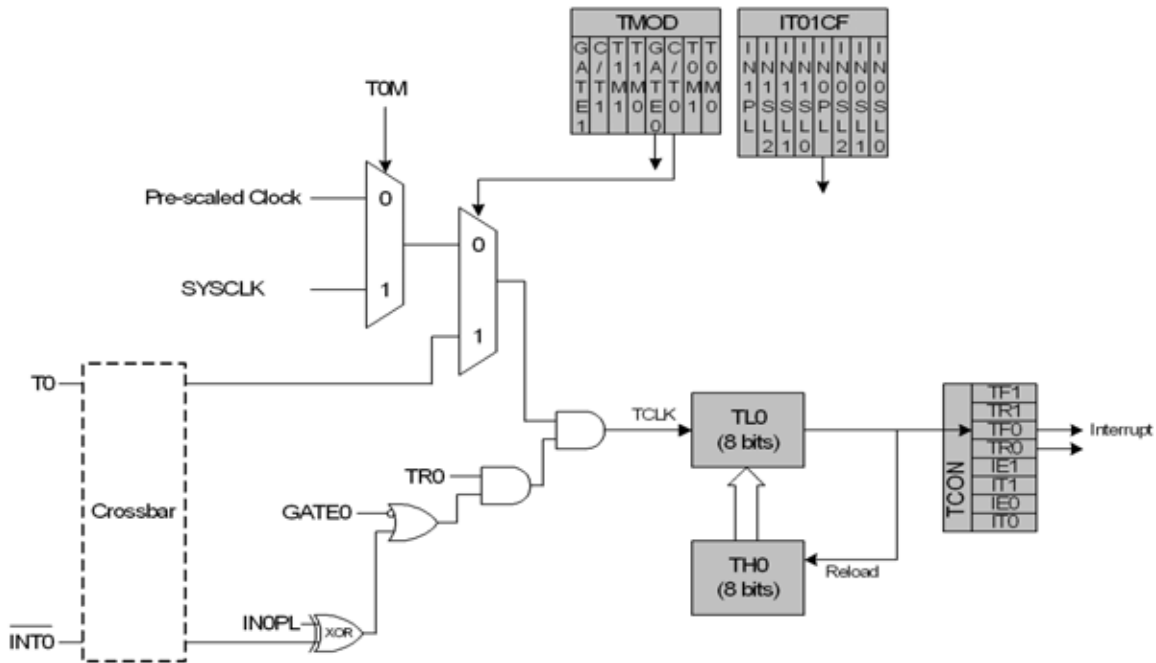 TMOD
GATE1
C/T1
T1M1
T1M0
GATE0
C/T0
T0M1
T0M0
IT01CF
IN1PL
IN1SL2
IN1SL1
IN1SL0
IN0PL
IN0SL2
IN0SL1
IN0SL0
T0M
Pre-scaled Clock
0
SYSCLK
1
0
1
T0
Crossbar
INT0
TR0
GATE0
IN0PL
XOR
TCLK
TL0
(8 bits)
TH0
(8 bits)
Reload
TCON
TF1
TR1
TF0
TR0
IE1
IT1
IE0
IT0
Interrupt